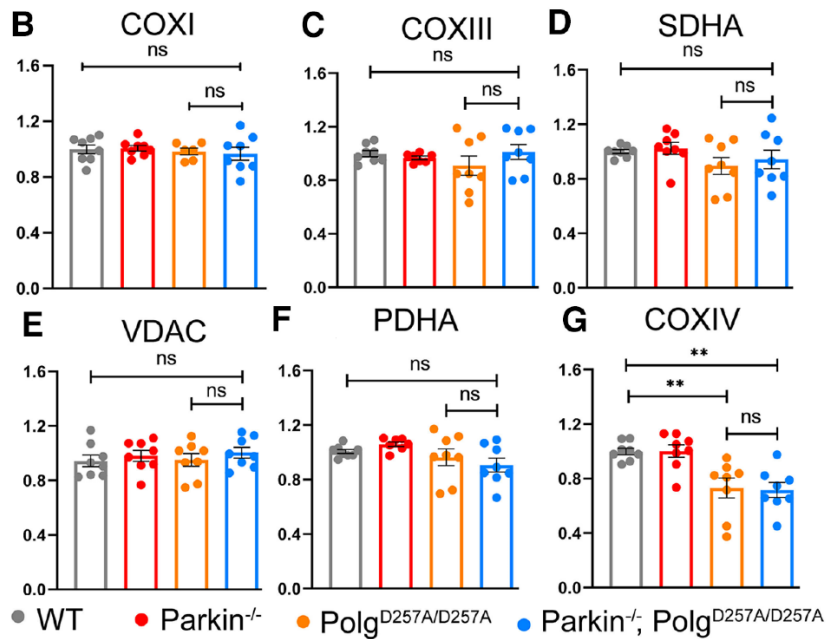 B COXI
ns
ns
1.6
1.2
0.8
0.4
0.0
C COXIII
ns
ns
1.6
1.2
0.8
0.4
0.0
D SDHA
ns
ns
1.6
1.2
0.8
0.4
0.0
E VDAC
ns
ns
1.6
1.2
0.8
0.4
0.0
F PDHA
ns
ns
1.6
1.2
0.8
0.4
0.0
G COXIV
**
**
ns
1.6
1.2
0.8
0.4
0.0
WT Parkin-/- PolgD257A/D257A Parkin-/-, PolgD257A/D257A